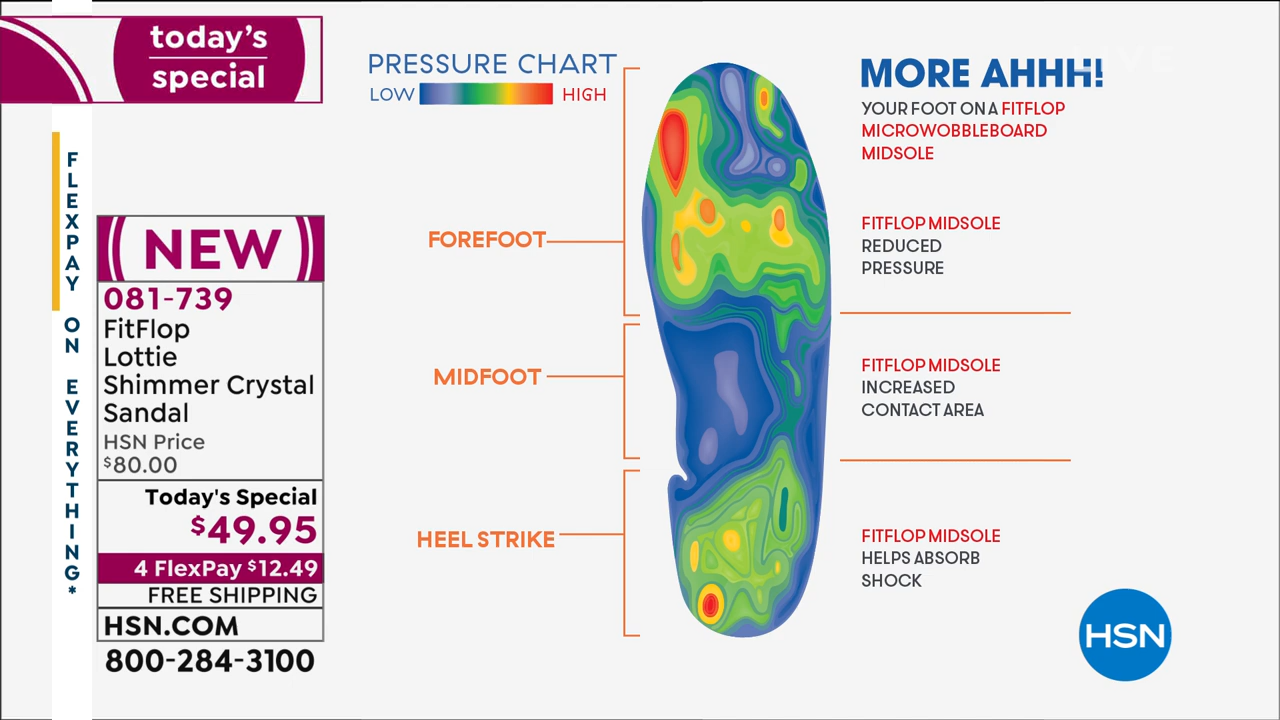 today's
special
FLEXPAY ON EVERYTHING*
NEW
081-739
FitFlop
Lottie
Shimmer Crystal
Sandal
HSN Price
$80.00
Today's Special
$49.95
4 FlexPay $12.49
FREE SHIPPING
HSN.COM
800-284-3100
PRESSURE CHART
LOW HIGH
FOREFOOT
MIDFOOT
HEEL STRIKE
LIVE
MORE AHHH!
YOUR FOOT ON A FITFLOP
MICROWOBBLEBOARD
MIDSOLE
FITFLOP MIDSOLE
REDUCED
PRESSURE
FITFLOP MIDSOLE
INCREASED
CONTACT AREA
FITFLOP MIDSOLE
HELPS ABSORB
SHOCK
HSN